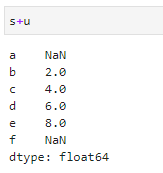 s+u
a    NaN
b    2.0
c    4.0
d    6.0
e    8.0
f    NaN
dtype: float64